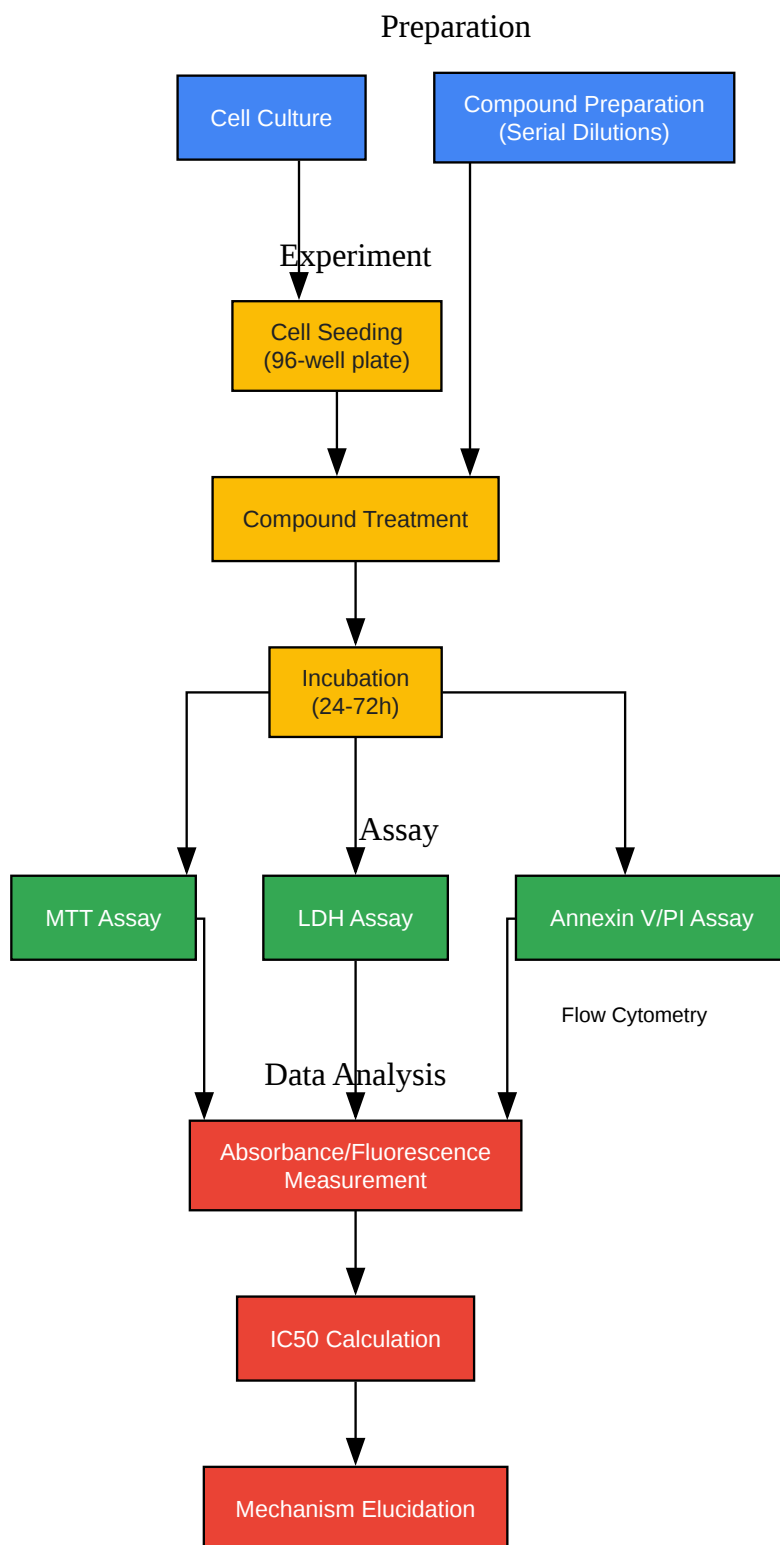 Preparation
Cell Culture
Compound Preparation
(Serial Dilutions)
Experiment
Cell Seeding
(96-well plate)
Compound Treatment
Incubation
(24-72h)
Assay
MTT Assay
LDH Assay
Annexin V/PI Assay
Flow Cytometry
Data Analysis
Absorbance/Fluorescence
Measurement
IC50 Calculation
Mechanism Elucidation